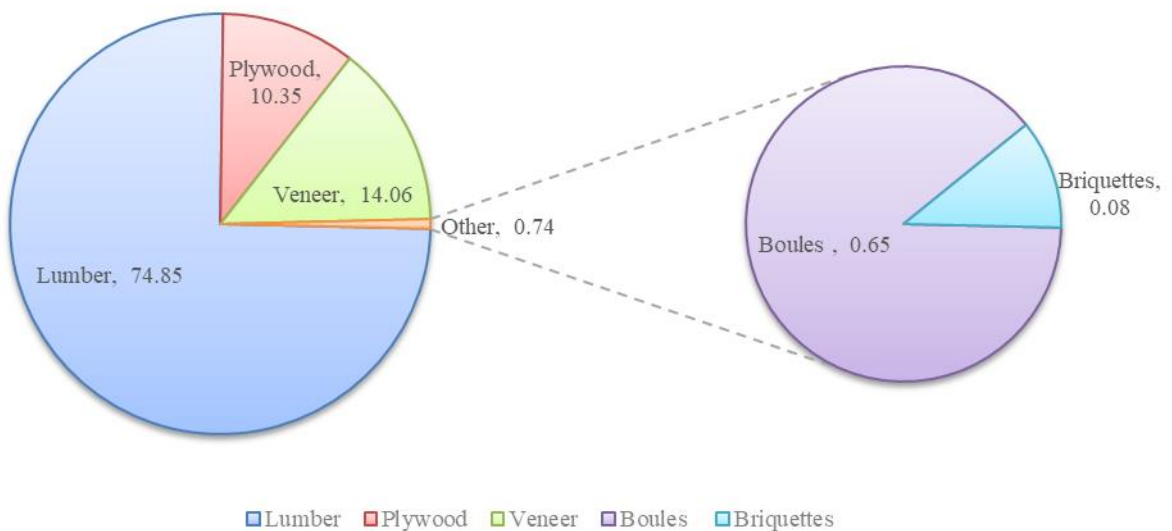 Plywood,
10.35
Veneer, 14.06
Other, 0.74
Lumber, 74.85
Boules , 0.65
Briquettes,
0.08
Lumber Plywood Veneer Boules Briquettes